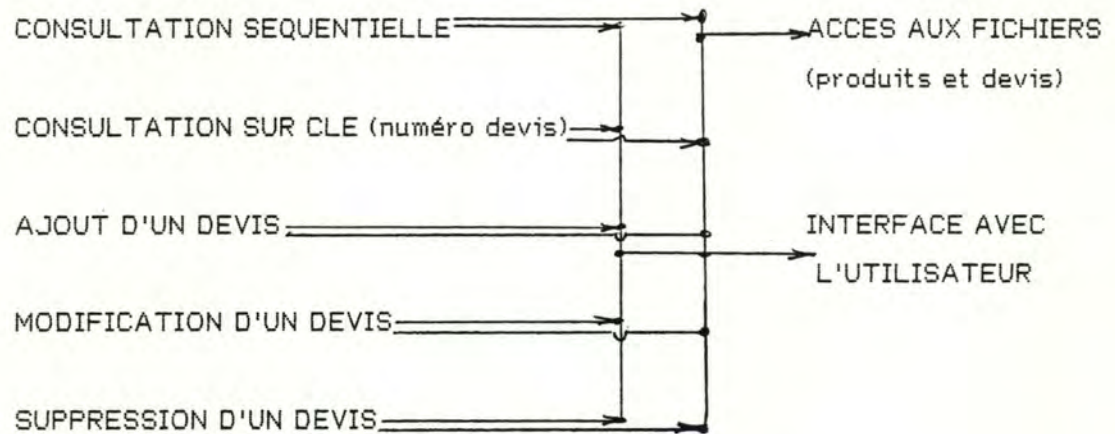 CONSULTATION SEQUENTIELLE
ACCES AUX FICHIERS
(produits et devis)
CONSULTATION SUR CLE (numéro devis)
AJOUT D'UN DEVIS
INTERFACE AVEC
L'UTILISATEUR
MODIFICATION D'UN DEVIS
SUPPRESSION D'UN DEVIS